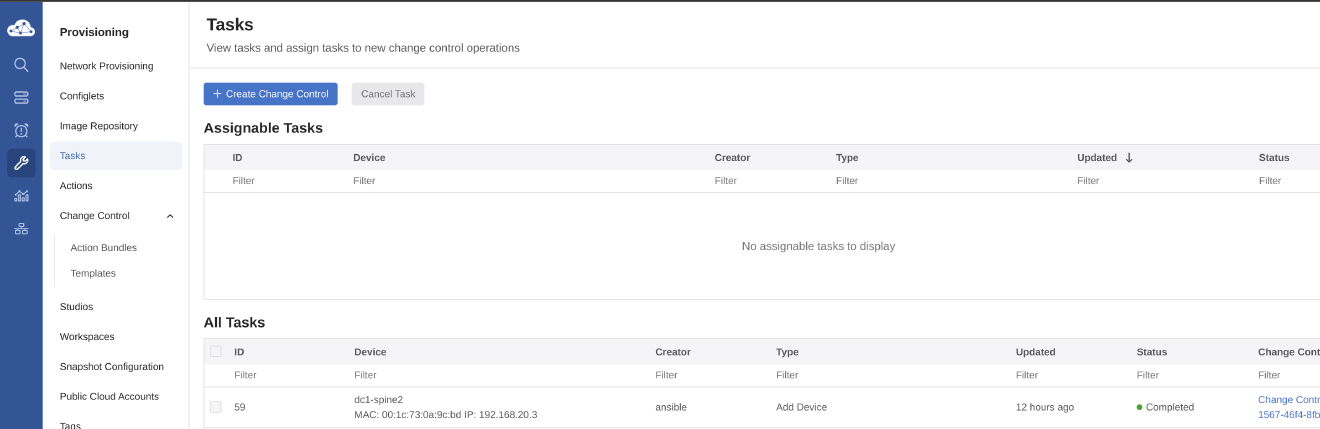 Provisioning
Network Provisioning
Configlets
Image Repository
Tasks
Actions
Change Control
Action Bundles
Templates
Studios
Workspaces
Snapshot Configuration
Public Cloud Accounts
Tags
Tasks
View tasks and assign tasks to new change control operations
+ Create Change Control Cancel Task
Assignable Tasks
ID Device Creator Type Updated ↓ Status
Filter Filter Filter Filter Filter Filter
No assignable tasks to display
All Tasks
ID Device Creator Type Updated Status Change Cont
Filter Filter Filter Filter Filter Filter Filter
59 dc1-spine2 ansible Add Device 12 hours ago Completed Change Contr
MAC: 00:1c:73:0a:9c:bd IP: 192.168.20.3 1567-46f4-8fb